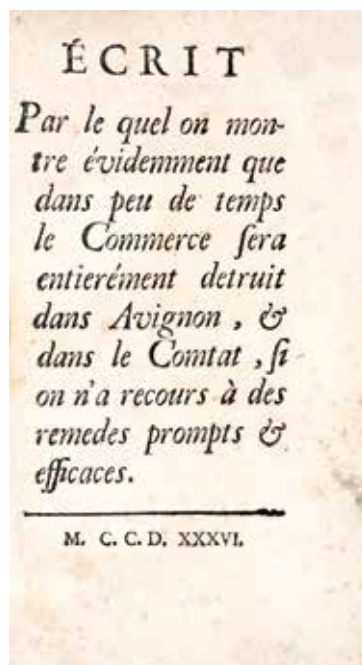 ÉCRIT
Par le quel on mon-
tre évidemment que
dans peu de temps
le Commerce ſera
entierément detruit
dans Avignon , &
dans le Comtat , ſi
on n'a recours à des
remedes prompts &
efficaces.
M. C. C. D. XXXVI.